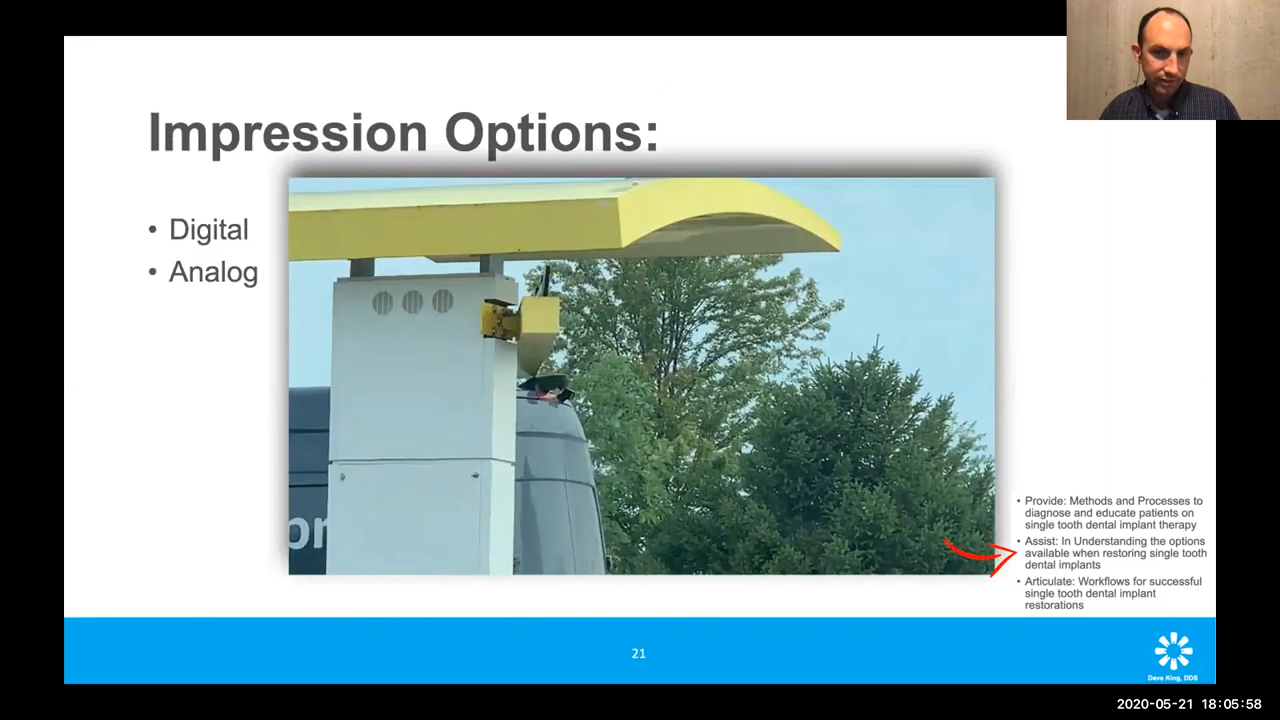 Impression Options:
• Digital
• Analog
pr
• Provide: Methods and Processes to
diagnose and educate patients on
single tooth dental implant therapy
• Assist: In Understanding the options
available when restoring single tooth
dental implants
• Articulate: Workflows for successful
single tooth dental implant
restorations
21
Dave King, DDS
2020-05-21 18:05:58